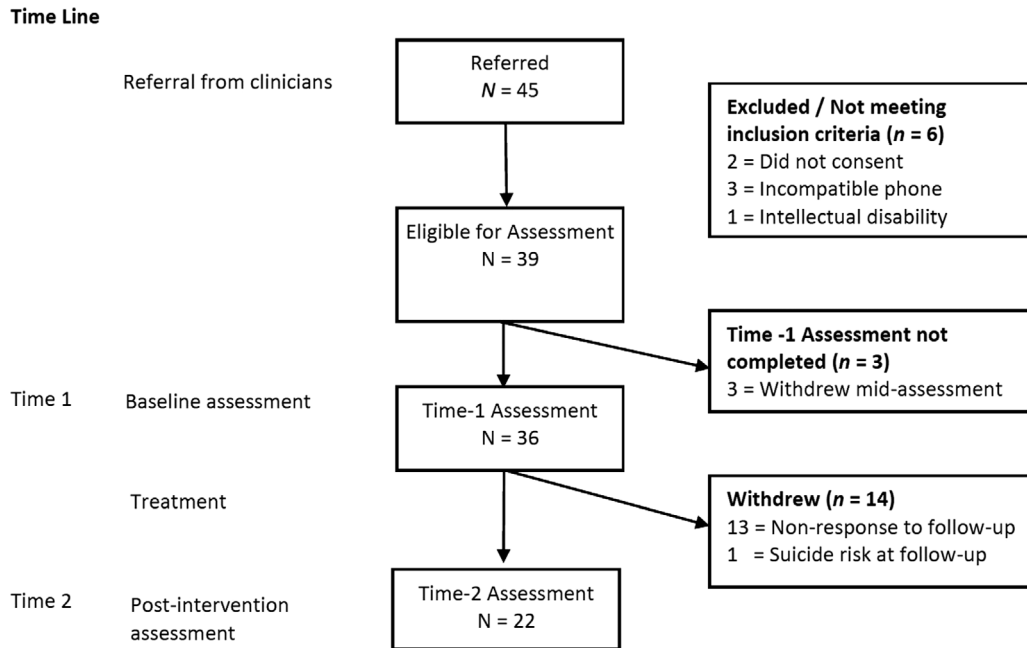 Time Line
Referral from clinicians
Referred
N = 45
Excluded / Not meeting
inclusion criteria (n = 6)
2 = Did not consent
3 = Incompatible phone
1 = Intellectual disability
Eligible for Assessment
N = 39
Time -1 Assessment not
completed (n = 3)
3 = Withdrew mid-assessment
Time 1
Baseline assessment
Time-1 Assessment
N = 36
Treatment
Withdrew (n = 14)
13 = Non-response to follow-up
1 = Suicide risk at follow-up
Time 2
Post-intervention
assessment
Time-2 Assessment
N = 22